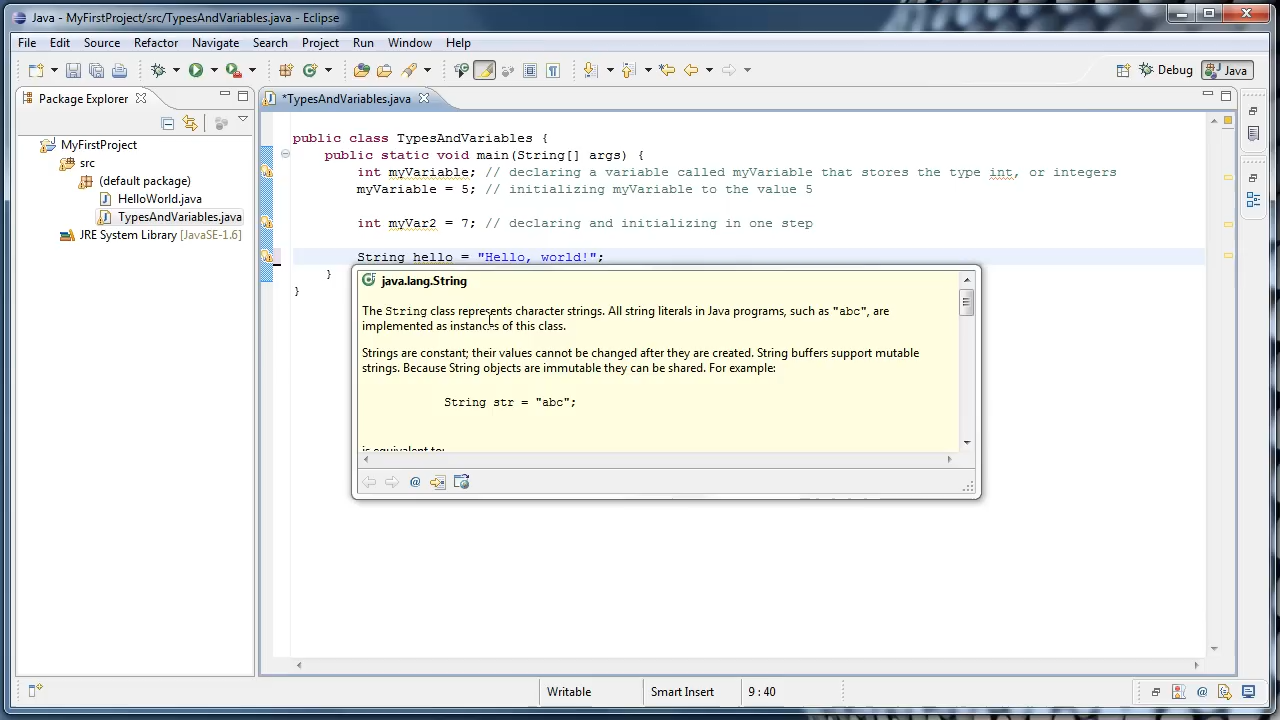 Java - MyFirstProject/src/TypesAndVariables.java - Eclipse
File Edit Source Refactor Navigate Search Project Run Window Help
Debug Java
Package Explorer
*TypesAndVariables.java
MyFirstProject
src
(default package)
HelloWorld.java
TypesAndVariables.java
JRE System Library [JavaSE-1.6]
public class TypesAndVariables {
public static void main(String[] args) {
int myVariable; // declaring a variable called myVariable that stores the type int, or integers
myVariable = 5; // initializing myVariable to the value 5
int myVar2 = 7; // declaring and initializing in one step
String hello = "Hello, world!";
}
}
java.lang.String
The String class represents character strings. All string literals in Java programs, such as "abc", are
implemented as instances of this class.
Strings are constant; their values cannot be changed after they are created. String buffers support mutable
strings. Because String objects are immutable they can be shared. For example:
String str = "abc";
is equivalent to:
Writable Smart Insert 9 : 40